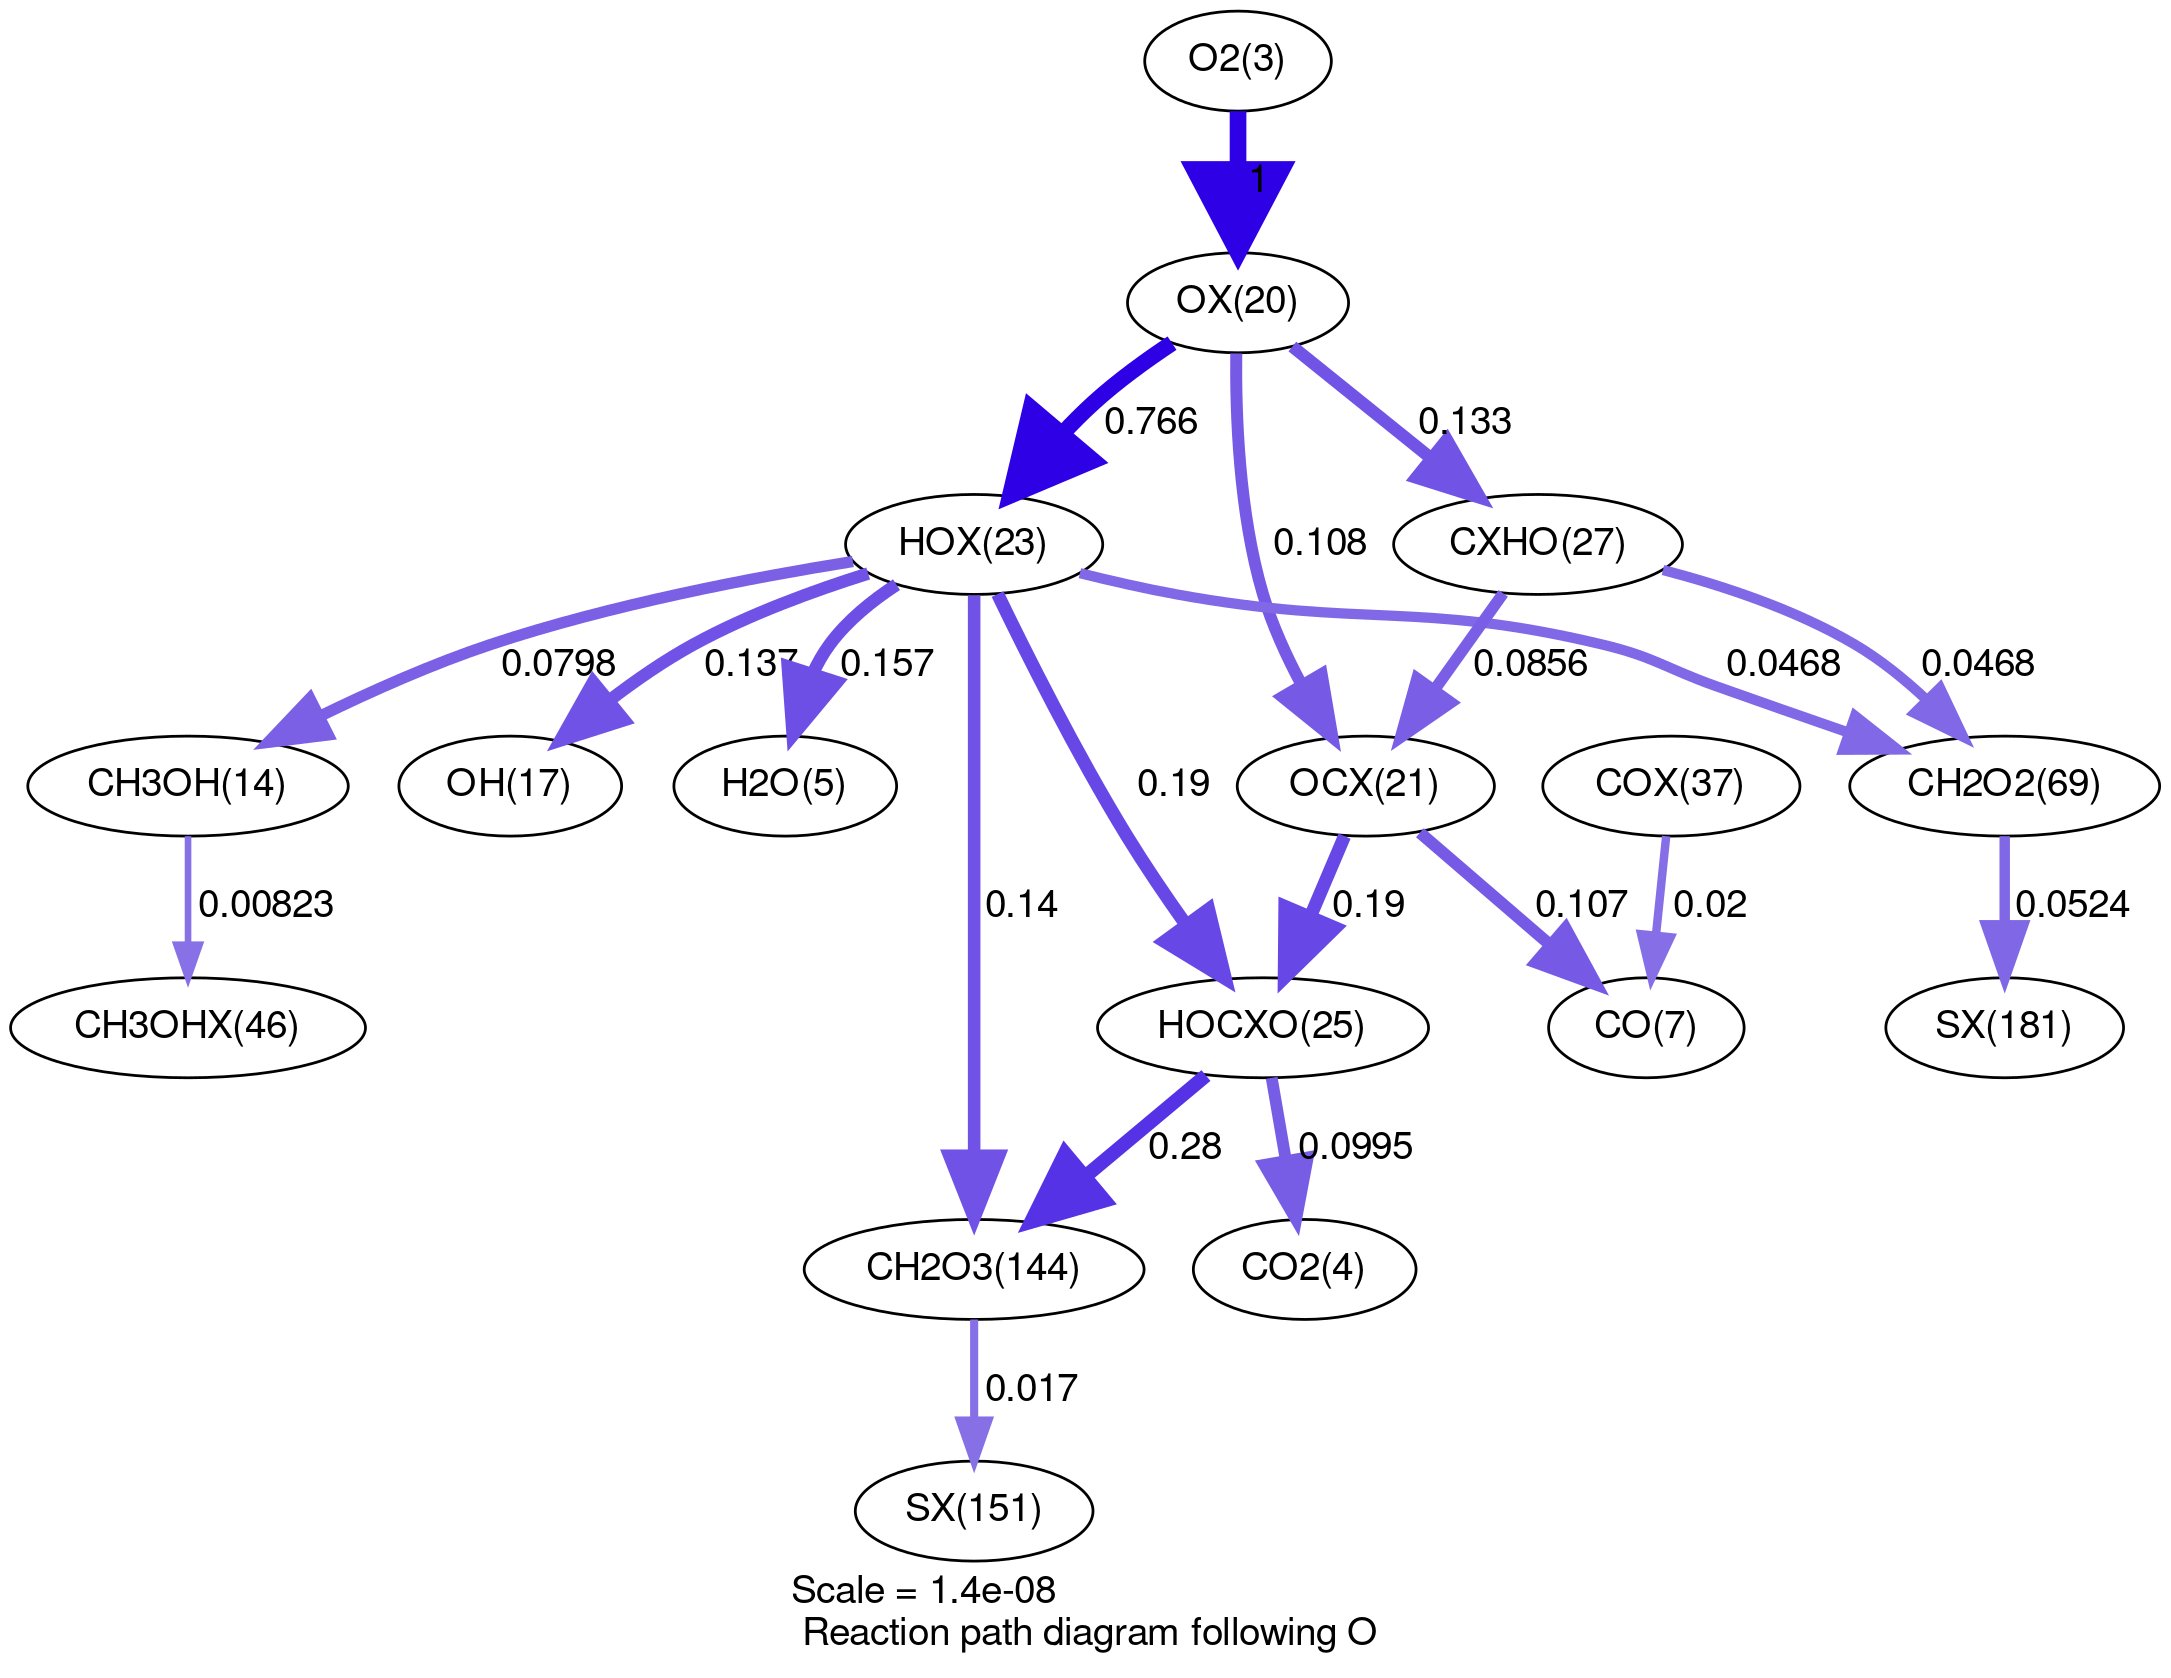 O2(3)
1
OX(20)
0.766
0.108
0.133
HOX(23)
CXHO(27)
0.0798
0.137
0.157
0.14
0.19
0.0468
0.0856
0.0468
CH3OH(14)
OH(17)
H2O(5)
OCX(21)
COX(37)
CH2O2(69)
0.00823
0.19
0.107
0.02
0.0524
CH3OHX(46)
HOCXO(25)
CO(7)
SX(181)
0.28
0.0995
CH2O3(144)
CO2(4)
0.017
SX(151)
Scale = 1.4e-08
Reaction path diagram following O